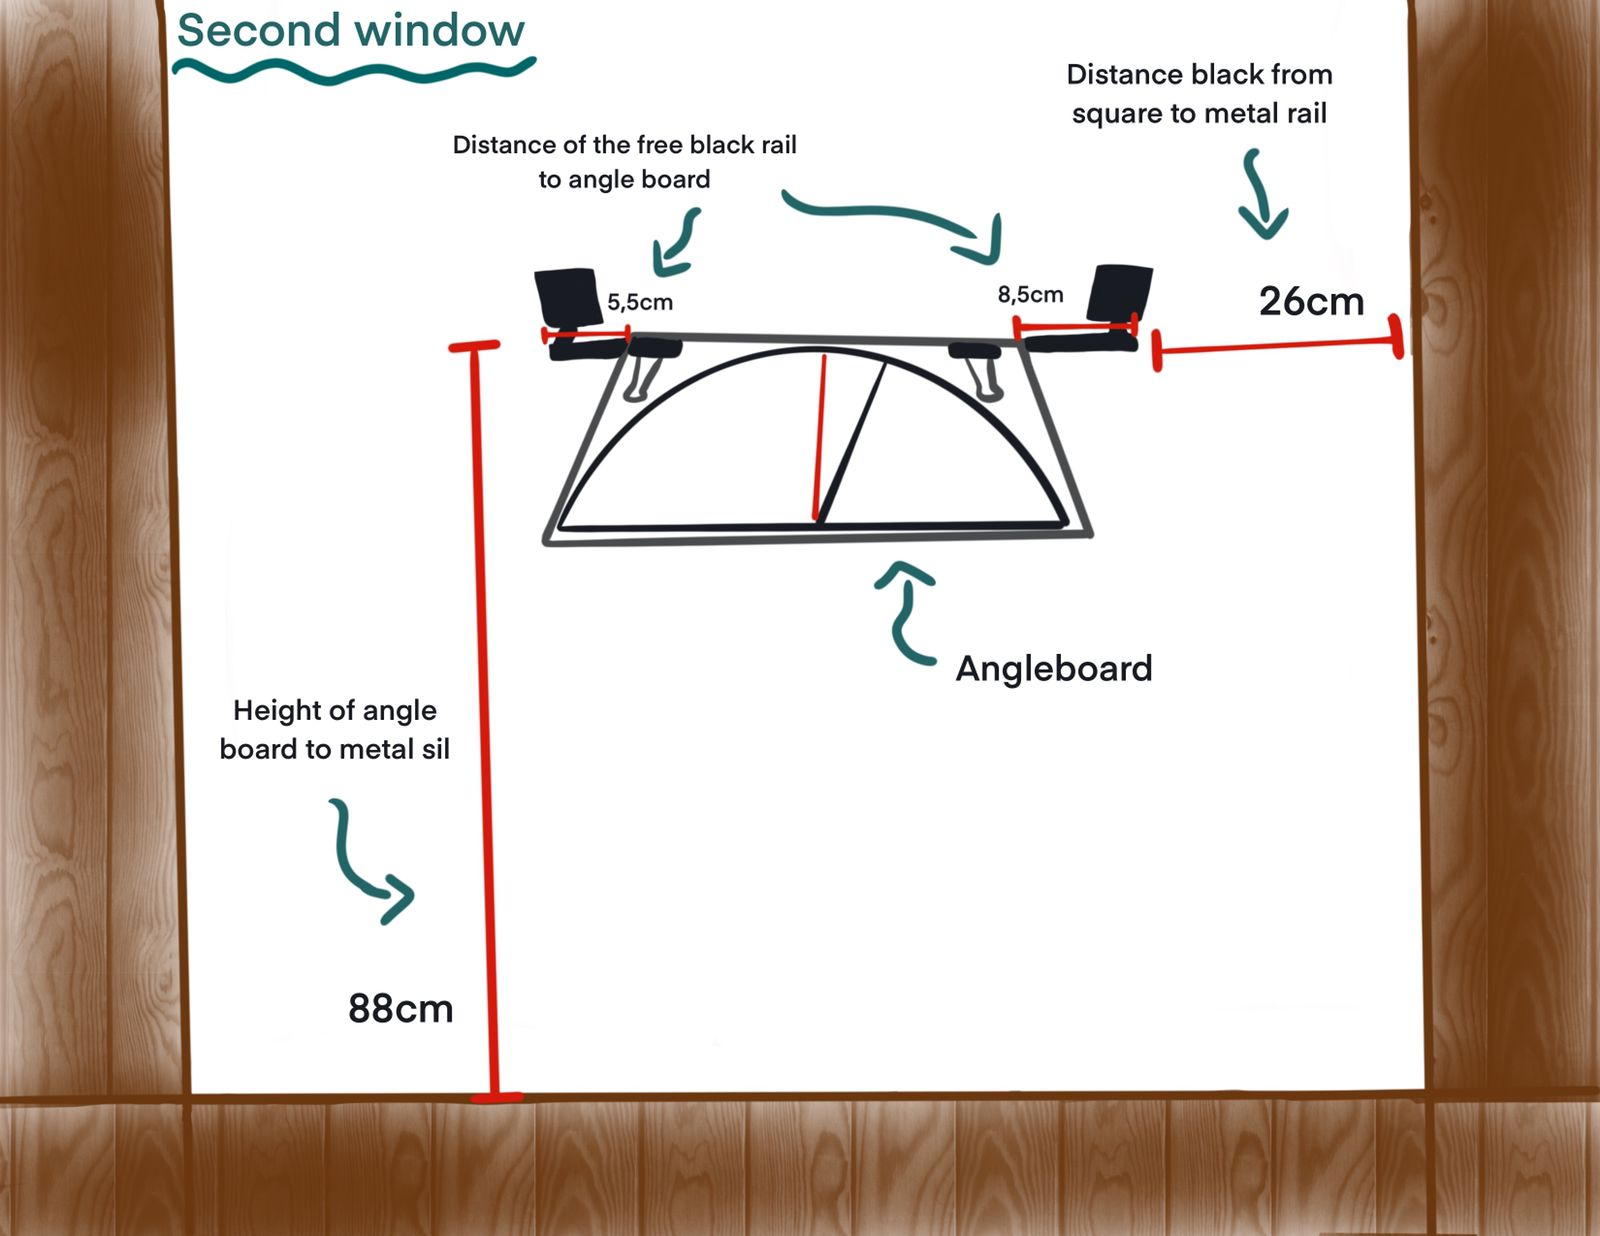 Second window
Distance black from
square to metal rail
Distance of the free black rail
to angle board
5,5cm
8,5cm
26cm
Angleboard
Height of angle
board to metal sil
88cm